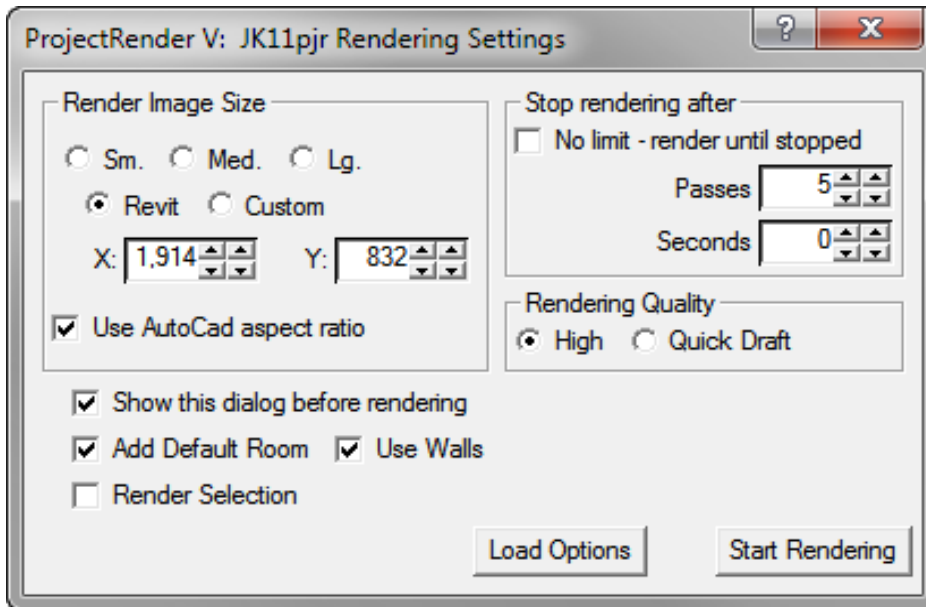 ProjectRender V: JK11pjr Rendering Settings
?
X
Render Image Size
Sm. Med. Lg.
Revit Custom
X: 1,914 Y: 832
Use AutoCad aspect ratio
Stop rendering after
No limit - render until stopped
Passes 5
Seconds 0
Rendering Quality
High Quick Draft
Show this dialog before rendering
Add Default Room Use Walls
Render Selection
Load Options Start Rendering